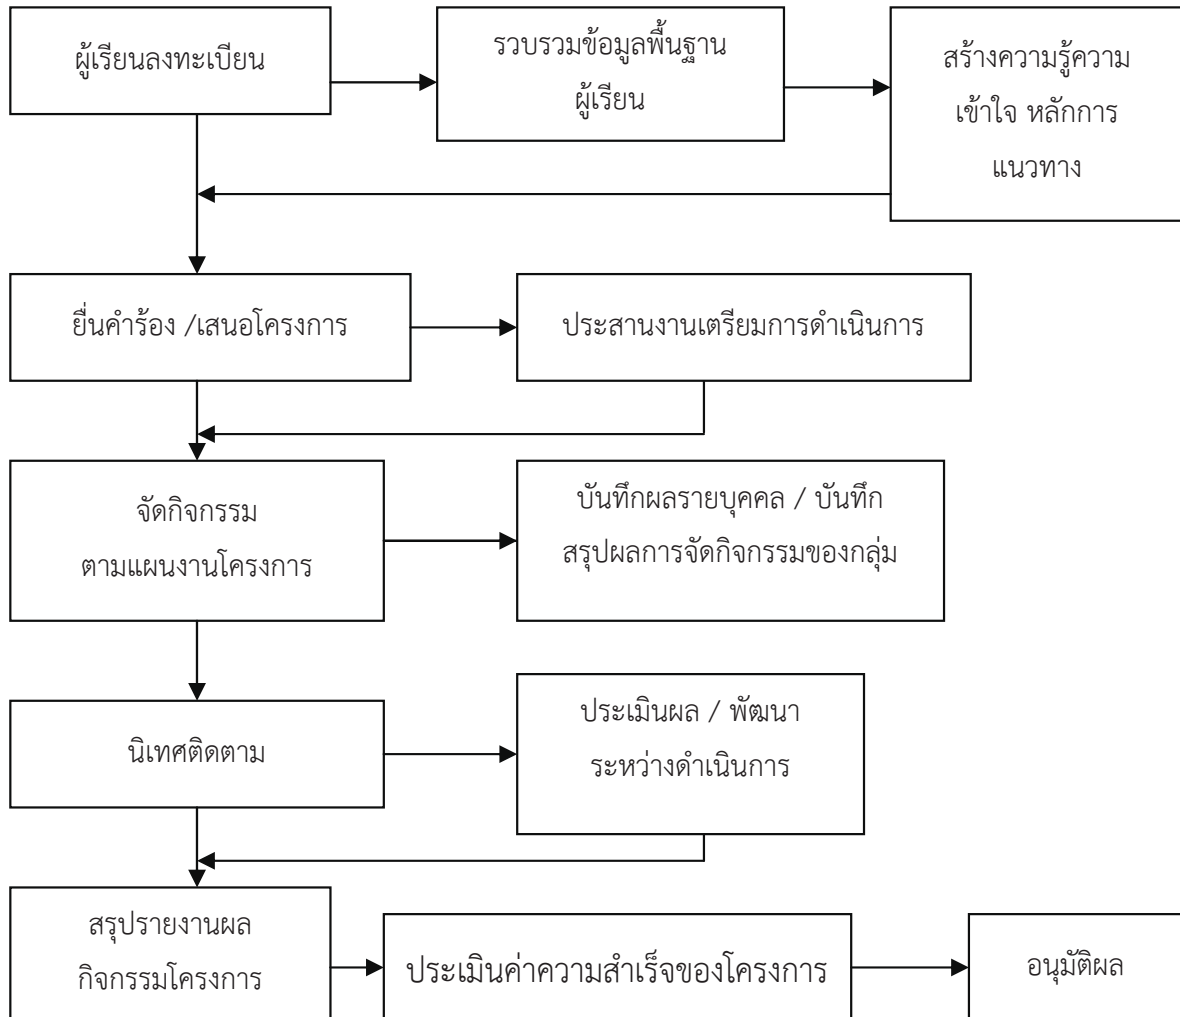 ผู้เรียนลงทะเบียน
รวบรวมข้อมูลพื้นฐาน
ผู้เรียน
สร้างความรู้ความ
เข้าใจ หลักการ
แนวทาง
ยื่นคำร้อง /เสนอโครงการ
ประสานงานเตรียมการดำเนินการ
จัดกิจกรรม
ตามแผนงานโครงการ
บันทึกผลรายบุคคล / บันทึก
สรุปผลการจัดกิจกรรมของกลุ่ม
นิเทศติดตาม
ประเมินผล / พัฒนา
ระหว่างดำเนินการ
สรุปรายงานผล
กิจกรรมโครงการ
ประเมินค่าความสำเร็จของโครงการ
อนุมัติผล